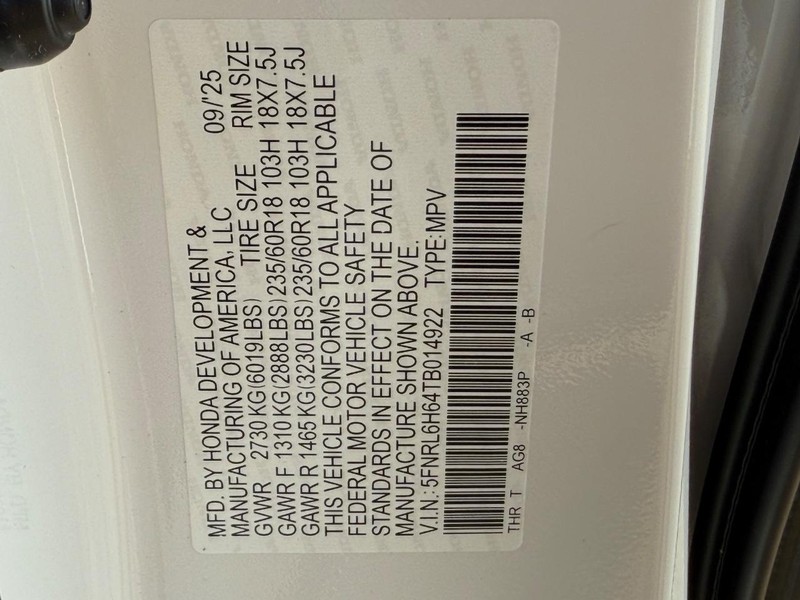 MFD. BY HONDA DEVELOPMENT & 09/'25
MANUFACTURING OF AMERICA, LLC
GVWR 2730 KG(6019LBS) TIRE SIZE RIM SIZE
GAWR F 1310 KG(2888LBS)235/60R18 103H 18X7.5J
GAWR R 1465 KG(3230LBS)235/60R18 103H 18X7.5J
THIS VEHICLE CONFORMS TO ALL APPLICABLE
FEDERAL MOTOR VEHICLE SAFETY
STANDARDS IN EFFECT ON THE DATE OF
MANUFACTURE SHOWN ABOVE.
V.I.N.:5FNRL6H64TB014922 TYPE:MPV
THR T AG8 -NH883P -A -B